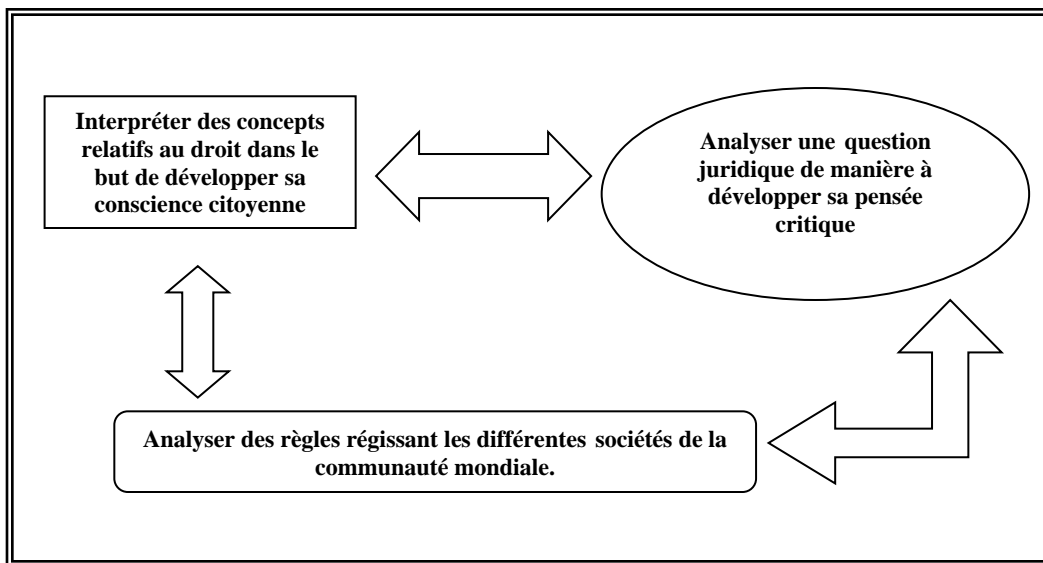 Interpréter des concepts
relatifs au droit dans le
but de développer sa
conscience citoyenne
Analyser une question
juridique de manière à
développer sa pensée
critique
Analyser des règles régissant les différentes sociétés de la
communauté mondiale.